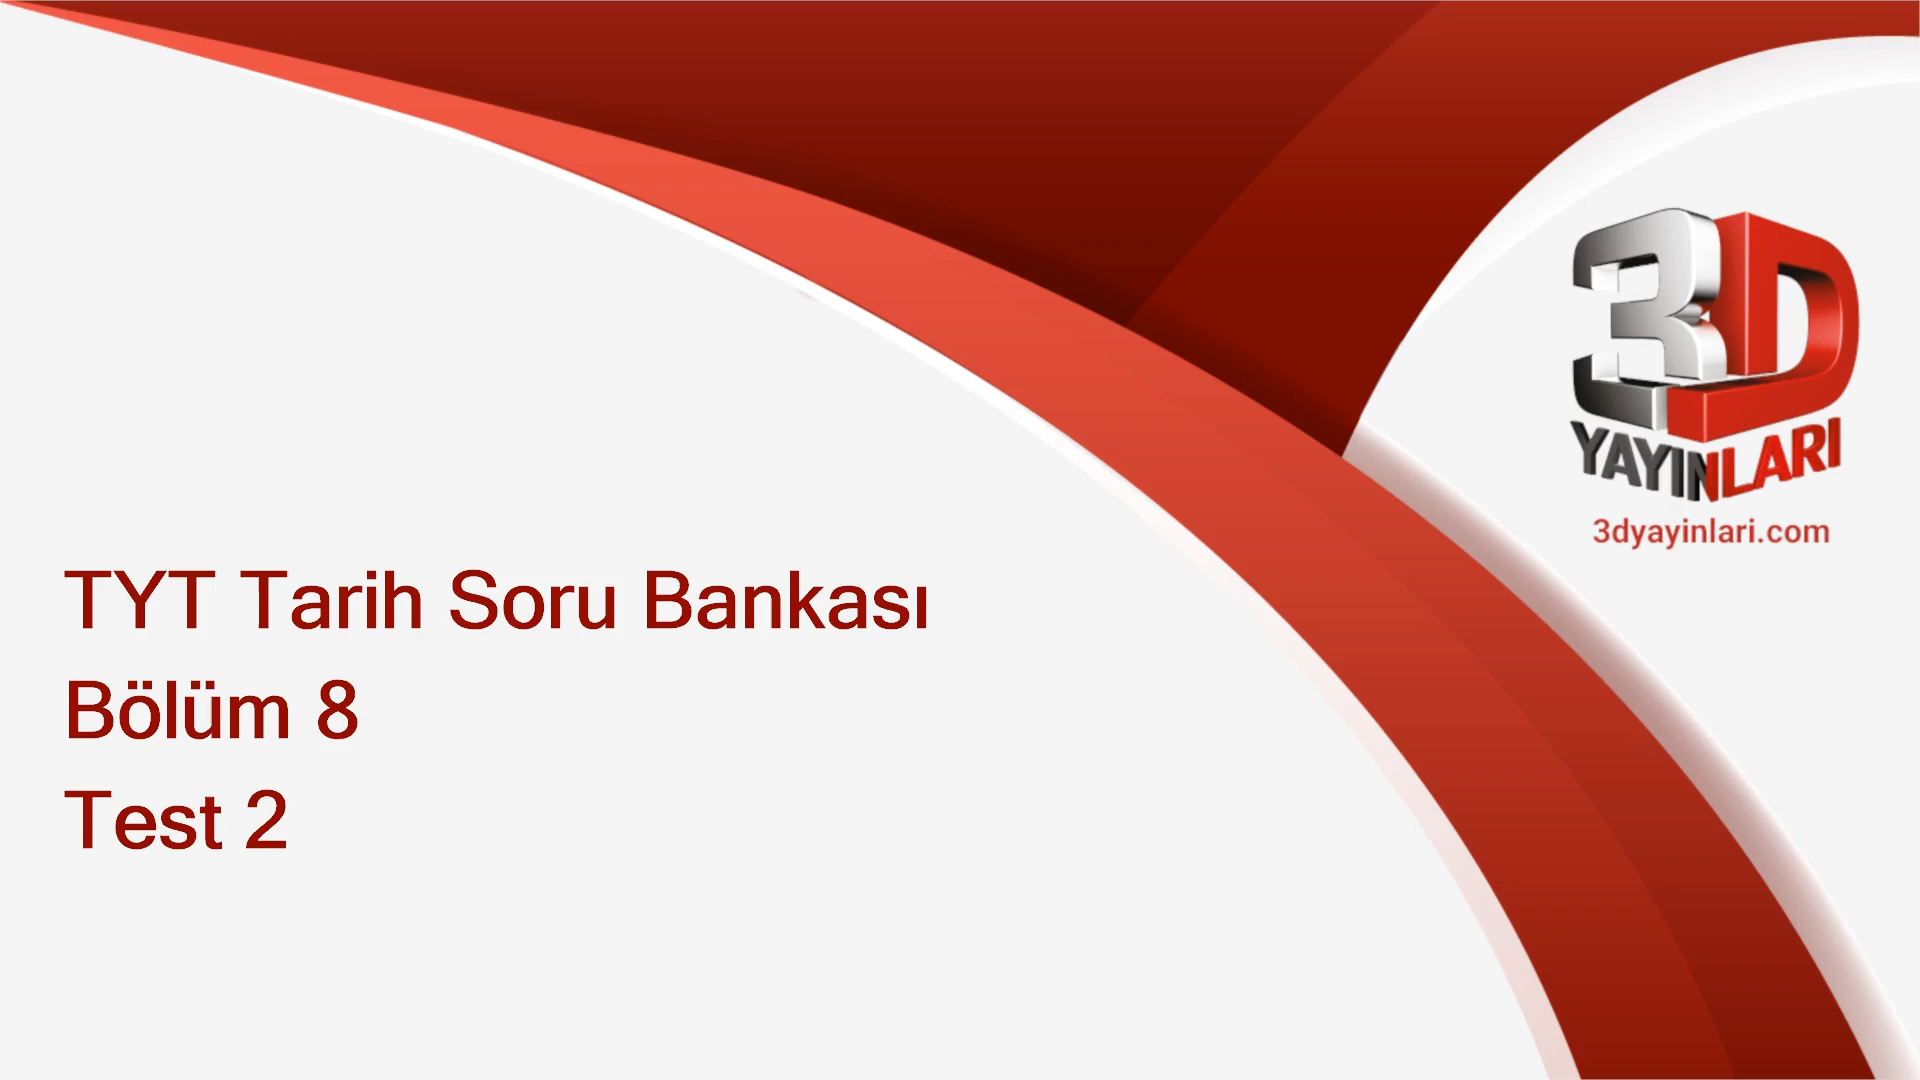 3D
YAYINLARI
3dyayinlari.com
TYT Tarih Soru Bankası
Bölüm 8
Test 2